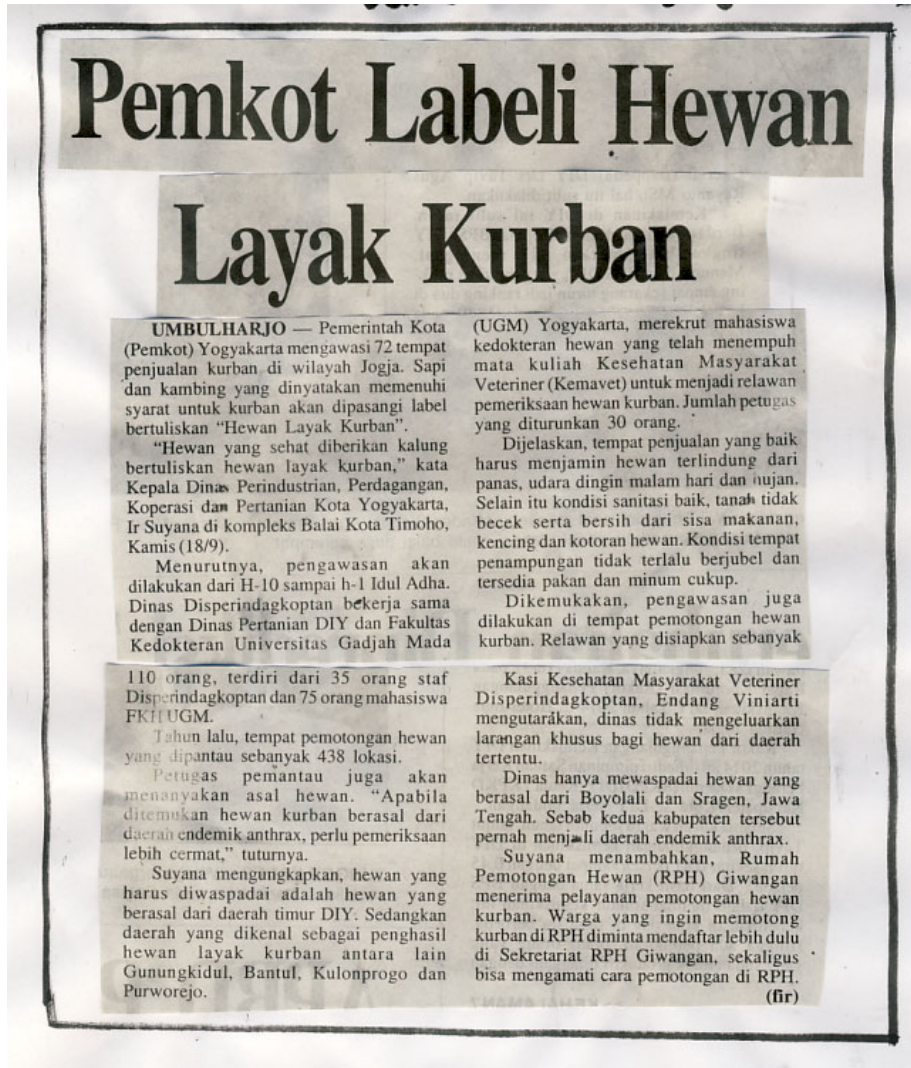 Pemkot Labeli Hewan
Layak Kurban
UMBULHARJO — Pemerintah Kota
(Pemkot) Yogyakarta mengawasi 72 tempat
penjualan kurban di wilayah Jogja. Sapi
dan kambing yang dinyatakan memenuhi
syarat untuk kurban akan dipasangi label
bertuliskan “Hewan Layak Kurban”.
“Hewan yang sehat diberikan kalung
bertuliskan hewan layak kurban,” kata
Kepala Dinas Perindustrian, Perdagangan,
Koperasi dan Pertanian Kota Yogyakarta,
Ir Suyana di kompleks Balai Kota Timoho,
Kamis (18/9).
Menurutnya, pengawasan akan
dilakukan dari H-10 sampai h-1 Idul Adha.
Dinas Disperindagkoptan bekerja sama
dengan Dinas Pertanian DIY dan Fakultas
Kedokteran Universitas Gadjah Mada
(UGM) Yogyakarta, merekrut mahasiswa
kedokteran hewan yang telah menempuh
mata kuliah Kesehatan Masyarakat
Veteriner (Kemavet) untuk menjadi relawan
pemeriksaan hewan kurban. Jumlah petugas
yang diturunkan 30 orang.
Dijelaskan, tempat penjualan yang baik
harus menjamin hewan terlindung dari
panas, udara dingin malam hari dan hujan.
Selain itu kondisi sanitasi baik, tanah tidak
becek serta bersih dari sisa makanan,
kencing dan kotoran hewan. Kondisi tempat
penampungan tidak terlalu berjubel dan
tersedia pakan dan minum cukup.
Dikemukakan, pengawasan juga
dilakukan di tempat pemotongan hewan
kurban. Relawan yang disiapkan sebanyak
110 orang, terdiri dari 35 orang staf
Disperindagkoptan dan 75 orang mahasiswa
FKH UGM.
Tahun lalu, tempat pemotongan hewan
yang dipantau sebanyak 438 lokasi.
Petugas pemantau juga akan
menanyakan asal hewan. “Apabila
ditemukan hewan kurban berasal dari
daerah endemik anthrax, perlu pemeriksaan
lebih cermat,” tuturnya.
Suyana mengungkapkan, hewan yang
harus diwaspadai adalah hewan yang
berasal dari daerah timur DIY. Sedangkan
daerah yang dikenal sebagai penghasil
hewan layak kurban antara lain
Gunungkidul, Bantul, Kulonprogo dan
Purworejo.
Kasi Kesehatan Masyarakat Veteriner
Disperindagkoptan, Endang Viniarti
mengutarakan, dinas tidak mengeluarkan
larangan khusus bagi hewan dari daerah
tertentu.
Dinas hanya mewaspadai hewan yang
berasal dari Boyolali dan Sragen, Jawa
Tengah. Sebab kedua kabupaten tersebut
pernah menjadi daerah endemik anthrax.
Suyana menambahkan, Rumah
Pemotongan Hewan (RPH) Giwangan
menerima pelayanan pemotongan hewan
kurban. Warga yang ingin memotong
kurban di RPH diminta mendaftar lebih dulu
di Sekretariat RPH Giwangan, sekaligus
bisa mengamati cara pemotongan di RPH.
(fir)